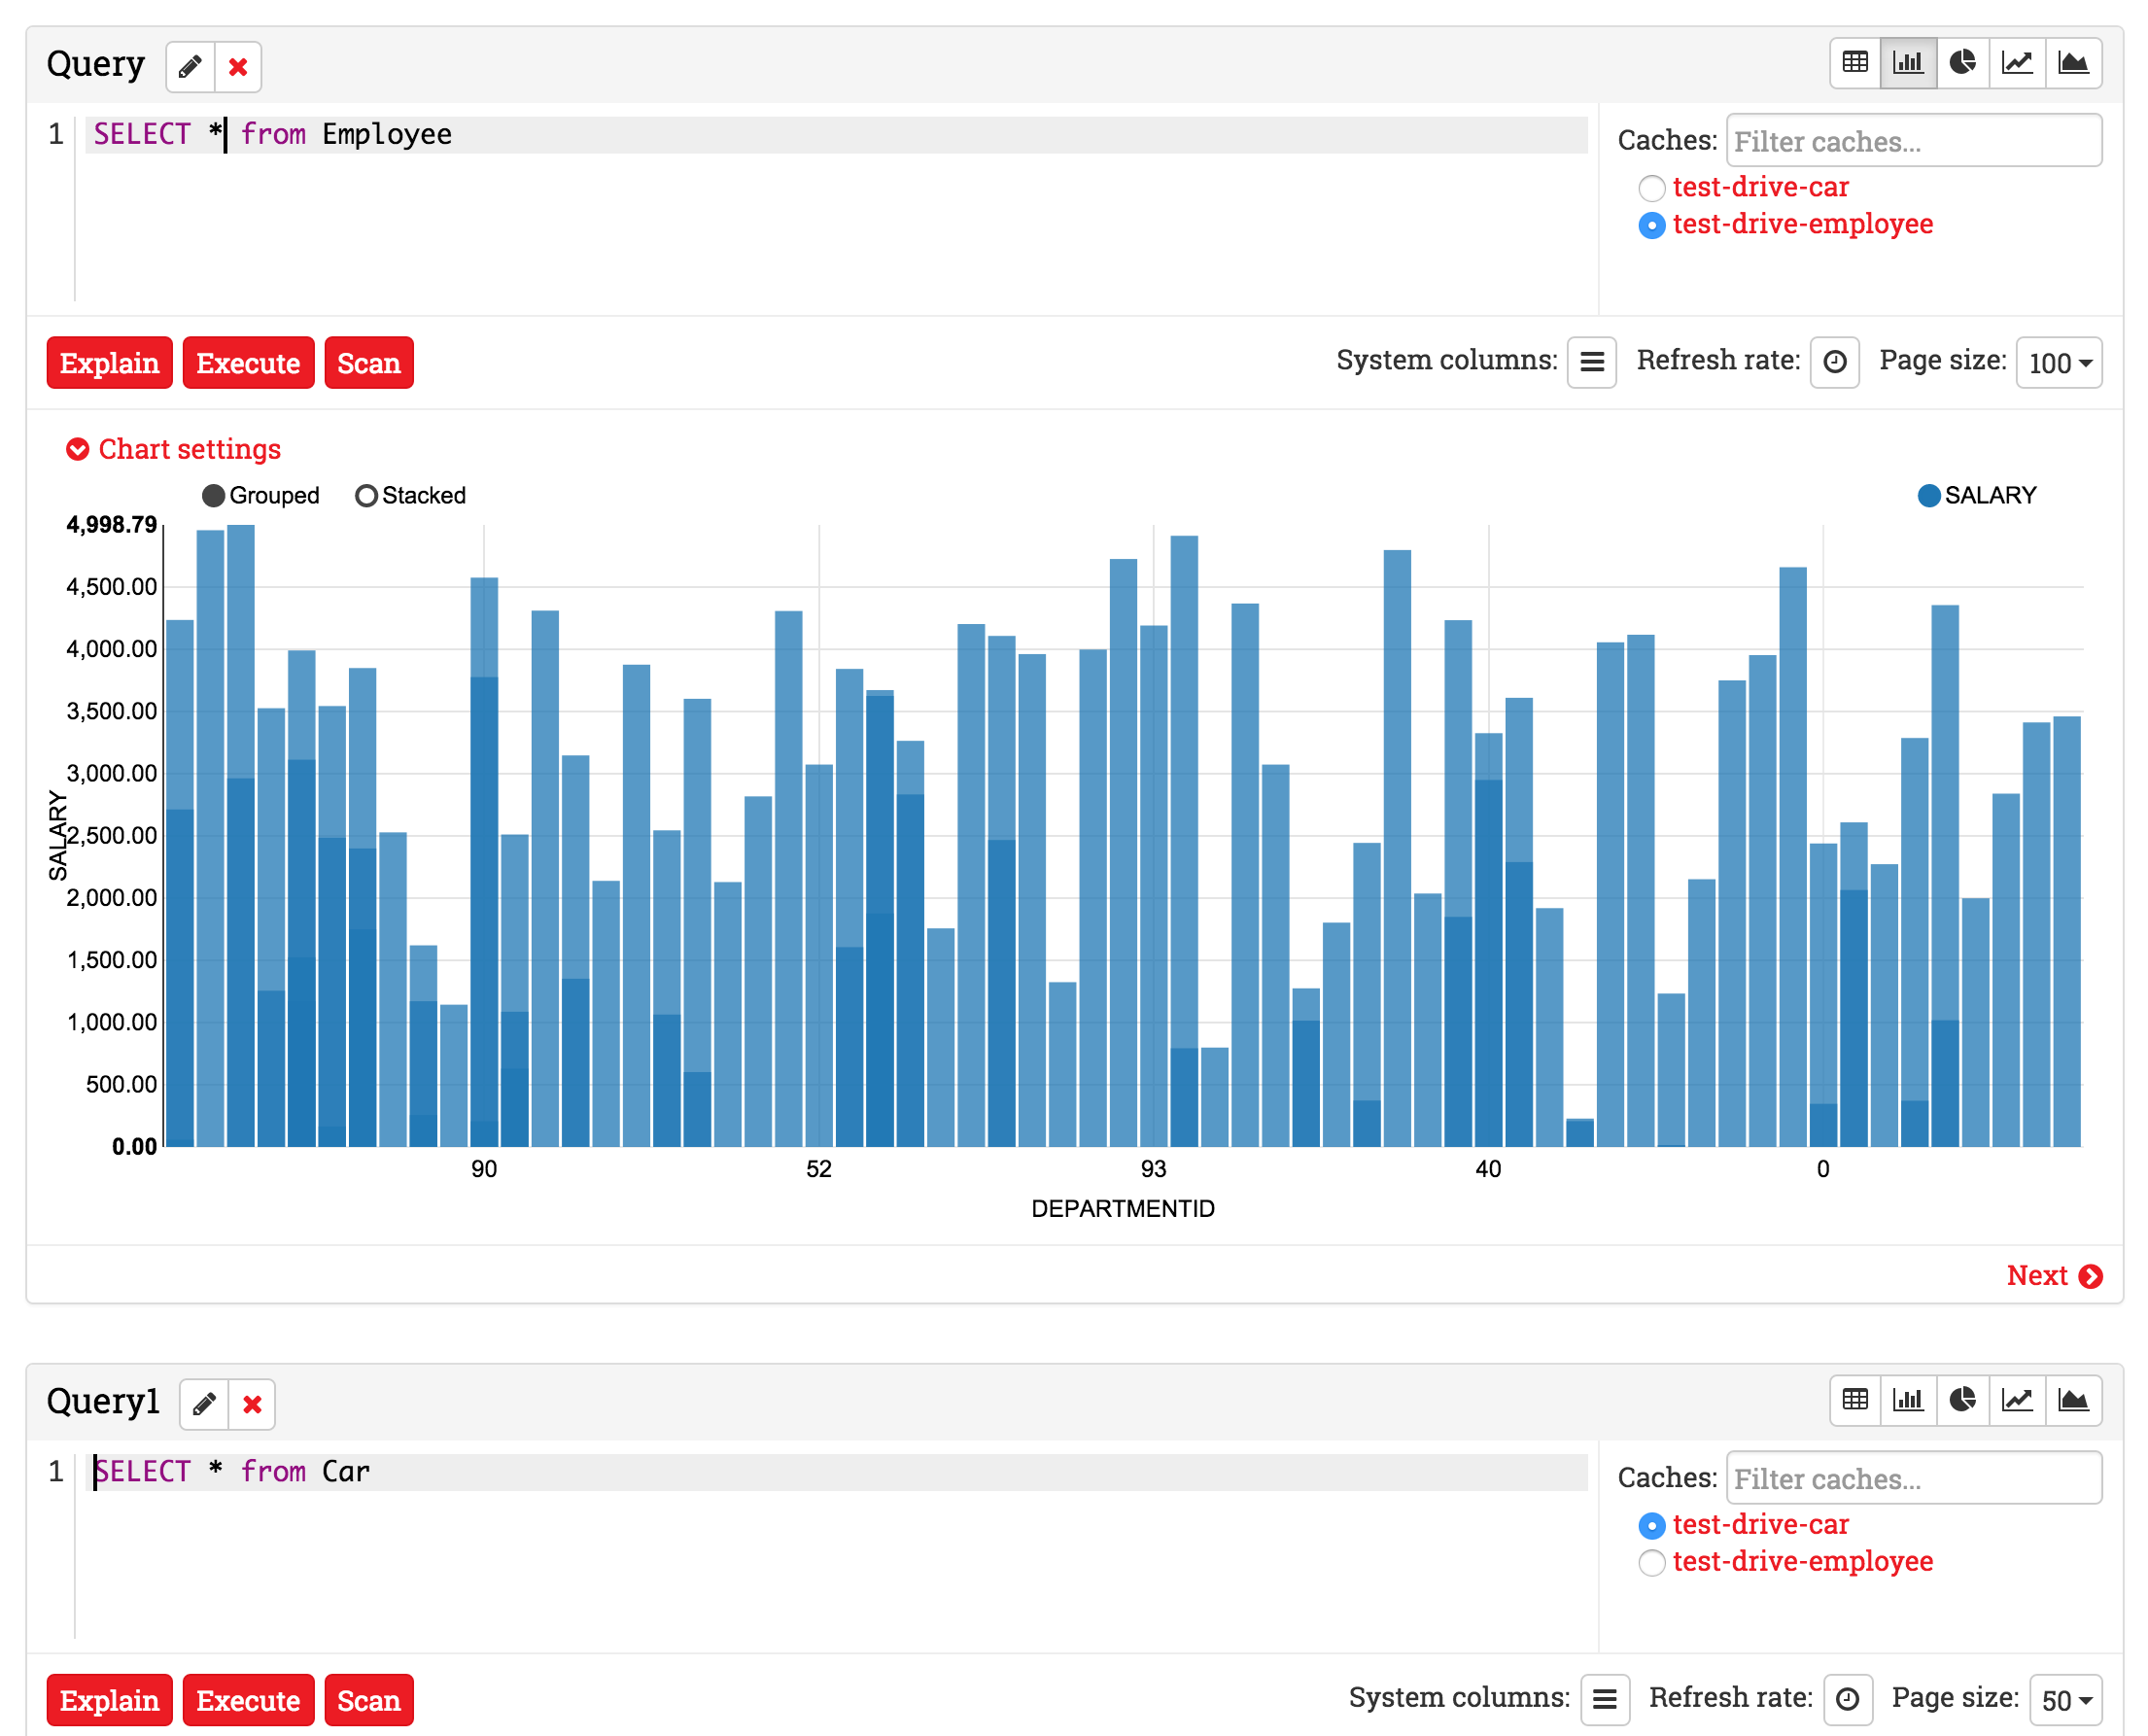 Query
1 SELECT * from Employee
Caches: Filter caches...
test-drive-car
test-drive-employee
Explain Execute Scan System columns: Refresh rate: Page size: 100
Chart settings
Grouped Stacked SALARY
4,998.79
4,500.00
4,000.00
3,500.00
3,000.00
2,500.00
2,000.00
1,500.00
1,000.00
500.00
0.00
SALARY
90 52 93 40 0
DEPARTMENTID
Next
Query1
1 SELECT * from Car
Caches: Filter caches...
test-drive-car
test-drive-employee
Explain Execute Scan System columns: Refresh rate: Page size: 50